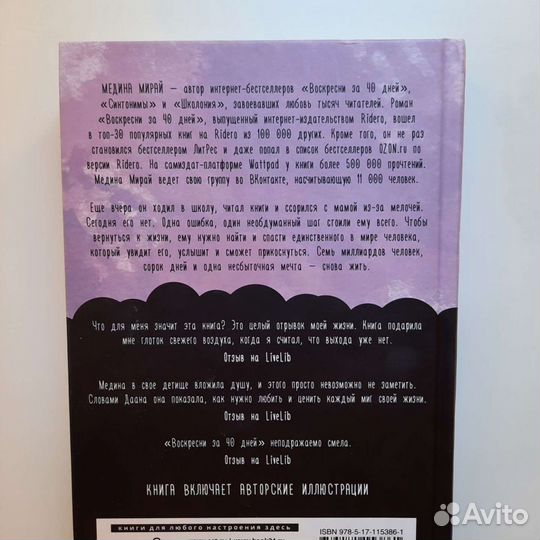 Медина Мирай — автор интернет-бестселлеров «Воскресни за 40 дней»,
«Синтонимы» и «Школония», завоевавших любовь тысяч читателей. Роман
«Воскресни за 40 дней», выпущенный интернет-издательством Ridero, вошел
в топ-30 популярных книг на Ridero из 100 000 других. Кроме того, он не раз
становился бестселлером ЛитРес и даже попал в список бестселлеров OZON.ru по
версии Ridero. На самиздат-платформе Wattpad у книги более 500 000 прочтений.
Медина Мирай ведет свою группу во ВКонтакте, насчитывающую 11 000 человек.
Еще вчера он ходил в школу, читал книги и ссорился с мамой из-за мелочей.
Сегодня его нет. Одна ошибка, один необдуманный шаг стоили ему всего. Чтобы
вернуться к жизни, ему нужно найти и спасти единственного в мире человека,
который увидит его, услышит и сможет прикоснуться. Семь миллиардов человек,
сорок дней и одна несбыточная мечта — снова жить.
Что для меня значит эта книга? Это целый отрывок моей жизни. Книга подарила
мне глоток свежего воздуха, когда я считал, что выхода уже нет.
Отзыв на LiveLib
Медина в свое детище вложила душу, и этого просто невозможно не заметить.
Словами Даана она показала, как нужно любить и ценить каждый миг своей жизни.
Отзыв на LiveLib
«Воскресни за 40 дней» неподражаемо смела.
Отзыв на LiveLib
КНИГА ВКЛЮЧАЕТ АВТОРСКИЕ ИЛЛЮСТРАЦИИ
книги для любого настроения здесь
ISBN 978-5-17-115386-1
Avito